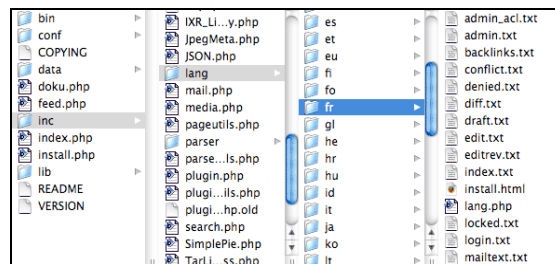 bin
conf
COPYING
data
doku.php
feed.php
inc
index.php
install.php
lib
README
VERSION
IXR_Li...y.php
JpegMeta.php
JSON.php
lang
mail.php
media.php
pageutils.php
parser
parse...ls.php
plugin.php
plugi...ils.php
plugi...hp.old
search.php
SimplePie.php
TarLi...ss.php
es
et
eu
fi
fo
fr
gl
he
hr
hu
id
it
ja
ko
lt
admin_acl.txt
admin.txt
backlinks.txt
conflict.txt
denied.txt
diff.txt
draft.txt
edit.txt
editrev.txt
index.txt
install.html
lang.php
locked.txt
login.txt
mailtext.txt